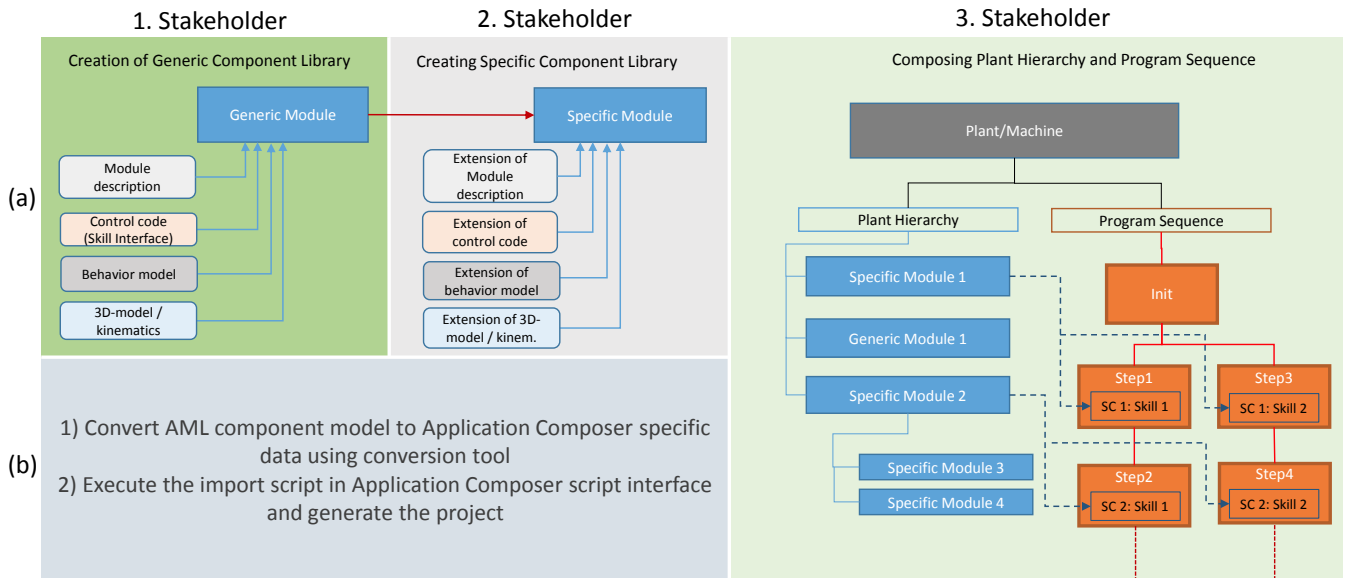 1. Stakeholder
2. Stakeholder
3. Stakeholder
(a)
Creation of Generic Component Library
Generic Module
Module
description
Control code
(Skill Interface)
Behavior model
3D-model /
kinematics
Creating Specific Component Library
Specific Module
Extension of
Module
description
Extension of
control code
Extension of
behavior model
Extension of 3D-
model / kinem.
Composing Plant Hierarchy and Program Sequence
Plant/Machine
Plant Hierarchy
Program Sequence
Specific Module 1
Generic Module 1
Specific Module 2
Specific Module 3
Specific Module 4
Init
Step1
SC 1: Skill 1
Step3
SC 1: Skill 2
Step2
SC 2: Skill 1
Step4
SC 2: Skill 2
(b)
1) Convert AML component model to Application Composer specific
data using conversion tool
2) Execute the import script in Application Composer script interface
and generate the project